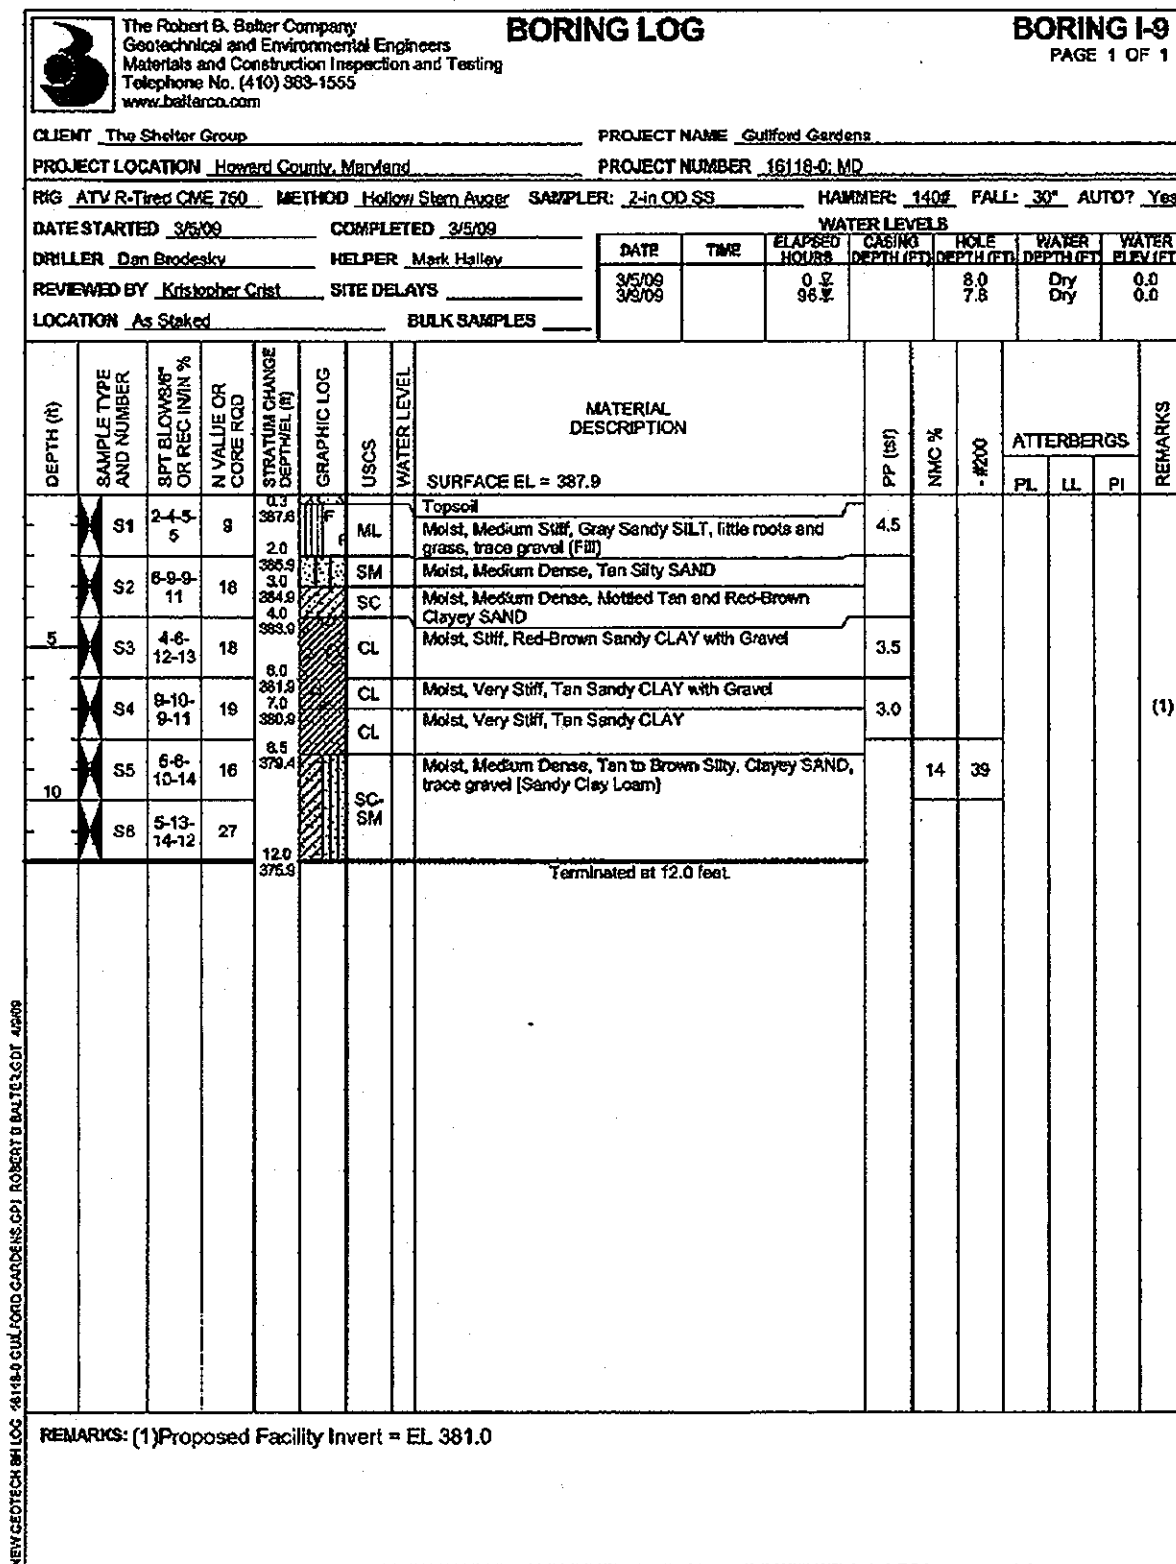 The Robert B. Balter Company
Geotechnical and Environmental Engineers
Materials and Construction Inspection and Testing
Telephone No. (410) 363-1555
www.balterco.com
BORING LOG
BORING I-9
PAGE 1 OF 1
CLIENT The Shelter Group PROJECT NAME Guilford Gardens
PROJECT LOCATION Howard County, Maryland PROJECT NUMBER 16118-0; MD
RIG ATV R-Tired CME 750 METHOD Hollow Stem Auger SAMPLER: 2-in OD SS HAMMER: 140# FALL: 30" AUTO? Yes
DATE STARTED 3/5/09 COMPLETED 3/5/09
DRILLER Dan Brodesky HELPER Mark Halley
REVIEWED BY Kristopher Crist SITE DELAYS
LOCATION As Staked BULK SAMPLES
WATER LEVELS
DATE TIME ELAPSED HOURS CASING DEPTH (FT) HOLE DEPTH (FT) WATER DEPTH (FT) WATER ELEV (FT)
3/5/09 0 8.0 Dry 0.0
3/9/09 96 7.8 Dry 0.0
DEPTH (ft)
SAMPLE TYPE AND NUMBER
SPT BLOWS/6" OR REC IN/IN %
N VALUE OR CORE RQD
STRATUM CHANGE DEPTH/EL (ft)
GRAPHIC LOG
USCS
WATER LEVEL
MATERIAL DESCRIPTION
SURFACE EL = 387.9
PP (tsf)
NMC %
- #200
ATTERBERGS
PL LL PI
REMARKS
0.3 Topsoil
387.6 F
S1 2-4-5-5 9 ML Moist, Medium Stiff, Gray Sandy SILT, little roots and 4.5
F grass, trace gravel (Fill)
2.0
385.9
SM Moist, Medium Dense, Tan Silty SAND
3.0
S2 6-9-9-11 18
384.9
SC Moist, Medium Dense, Mottled Tan and Red-Brown
Clayey SAND
4.0
383.9
5 S3 4-6-12-13 18 CL Moist, Stiff, Red-Brown Sandy CLAY with Gravel 3.5
6.0
381.9
CL Moist, Very Stiff, Tan Sandy CLAY with Gravel
S4 9-10-9-11 19 7.0 3.0 (1)
380.9
CL Moist, Very Stiff, Tan Sandy CLAY
8.5
379.4
S5 6-6-10-14 16 Moist, Medium Dense, Tan to Brown Silty, Clayey SAND, 14 39
trace gravel [Sandy Clay Loam]
10
SC-SM
S6 5-13-14-12 27
12.0
375.9
Terminated at 12.0 feet.
REMARKS: (1)Proposed Facility Invert = EL 381.0
NEW GEOTECH BH LOG 16118-0 GUILFORD GARDENS.GPJ ROBERT B BALTER.GDT 4/9/09